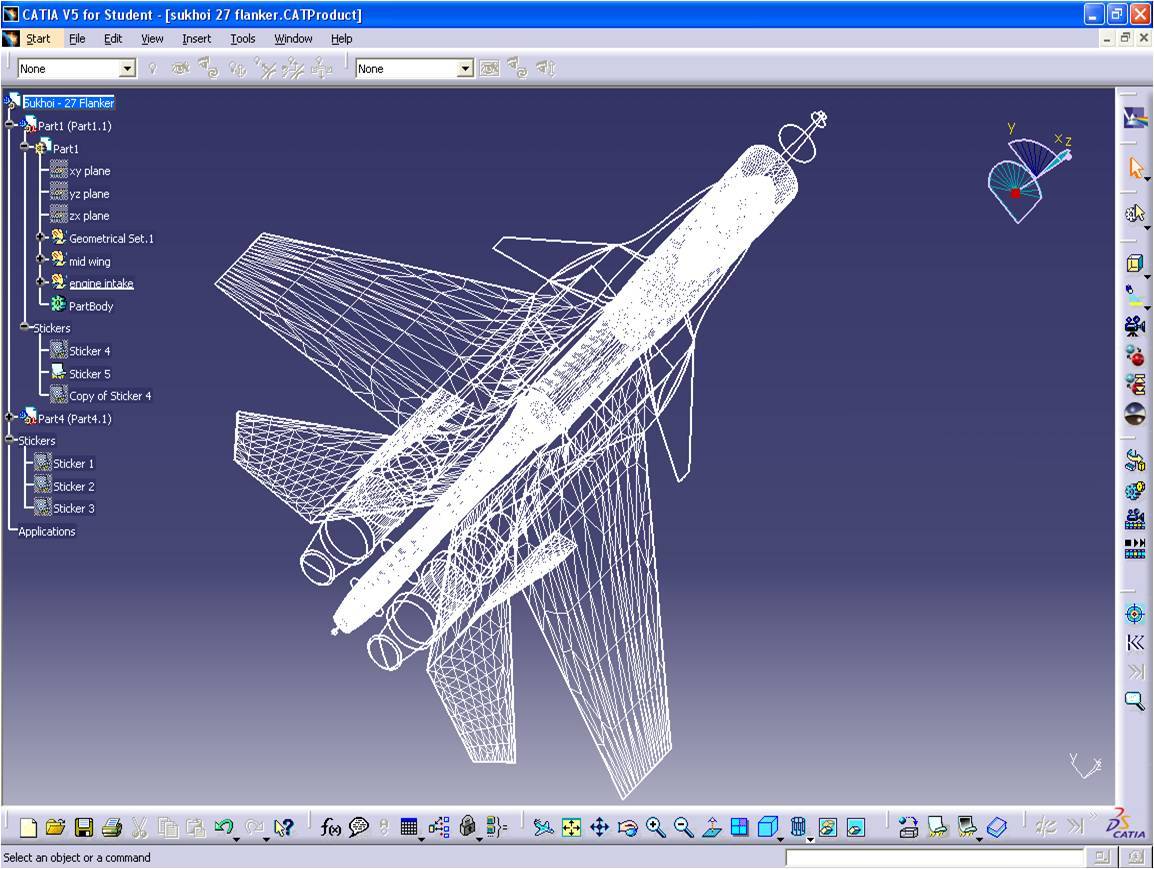 CATIA V5 for Student - [sukhoi 27 flanker.CATProduct]
Start File Edit View Insert Tools Window Help
None None
Sukhoi - 27 Flanker
Part1 (Part1.1)
Part1
xy plane
yz plane
zx plane
Geometrical Set.1
mid wing
engine intake
PartBody
Stickers
Sticker 4
Sticker 5
Copy of Sticker 4
Part4 (Part4.1)
Stickers
Sticker 1
Sticker 2
Sticker 3
Applications
y x z
y x z
f(x)
DS CATIA
Select an object or a command